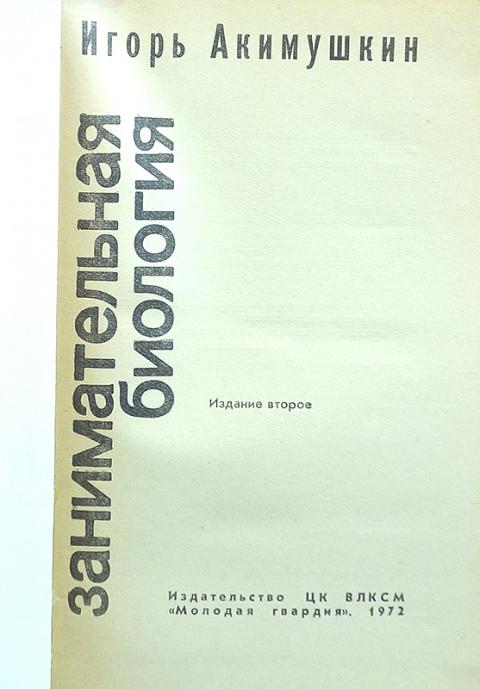 Игорь Акимушкин
Занимательная
биология
Издание второе
Издательство ЦК ВЛКСМ
«Молодая гвардия». 1972